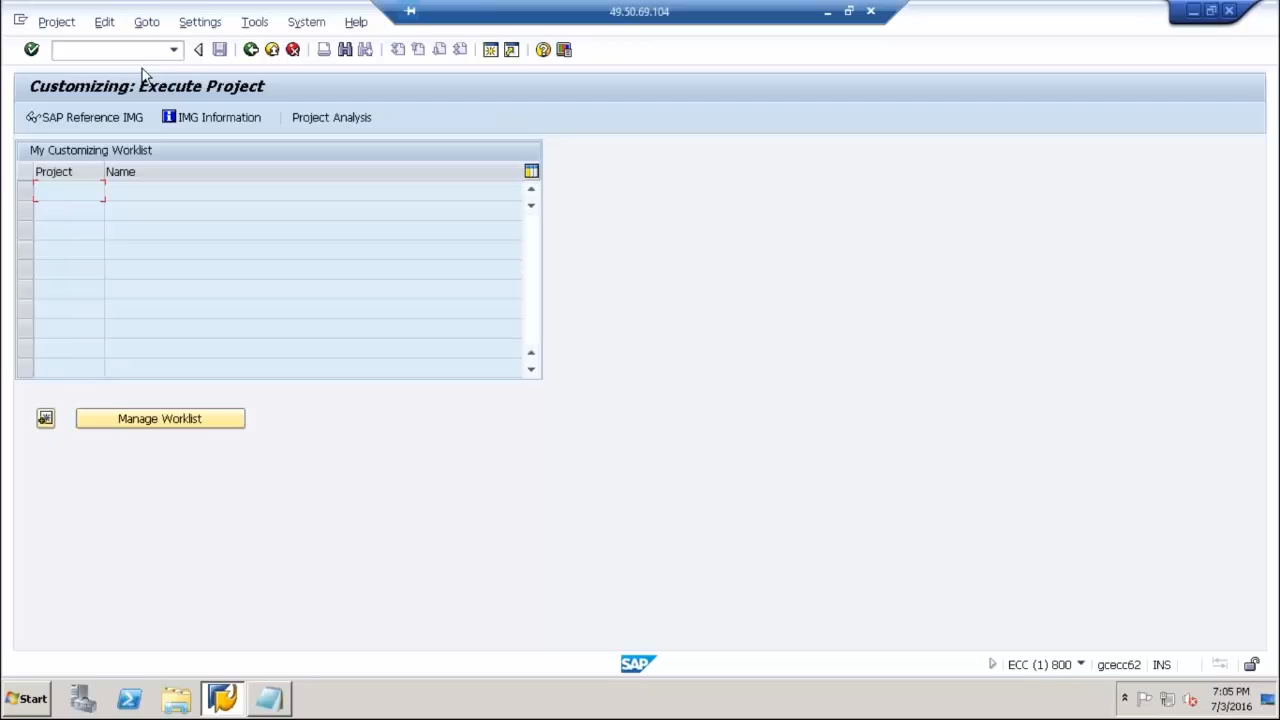 49.50.69.104
Project Edit Goto Settings Tools System Help
Customizing: Execute Project
SAP Reference IMG IMG Information Project Analysis
My Customizing Worklist
Project Name
Manage Worklist
SAP
ECC (1) 800 gcecc62 INS
Start
7:05 PM
7/3/2016